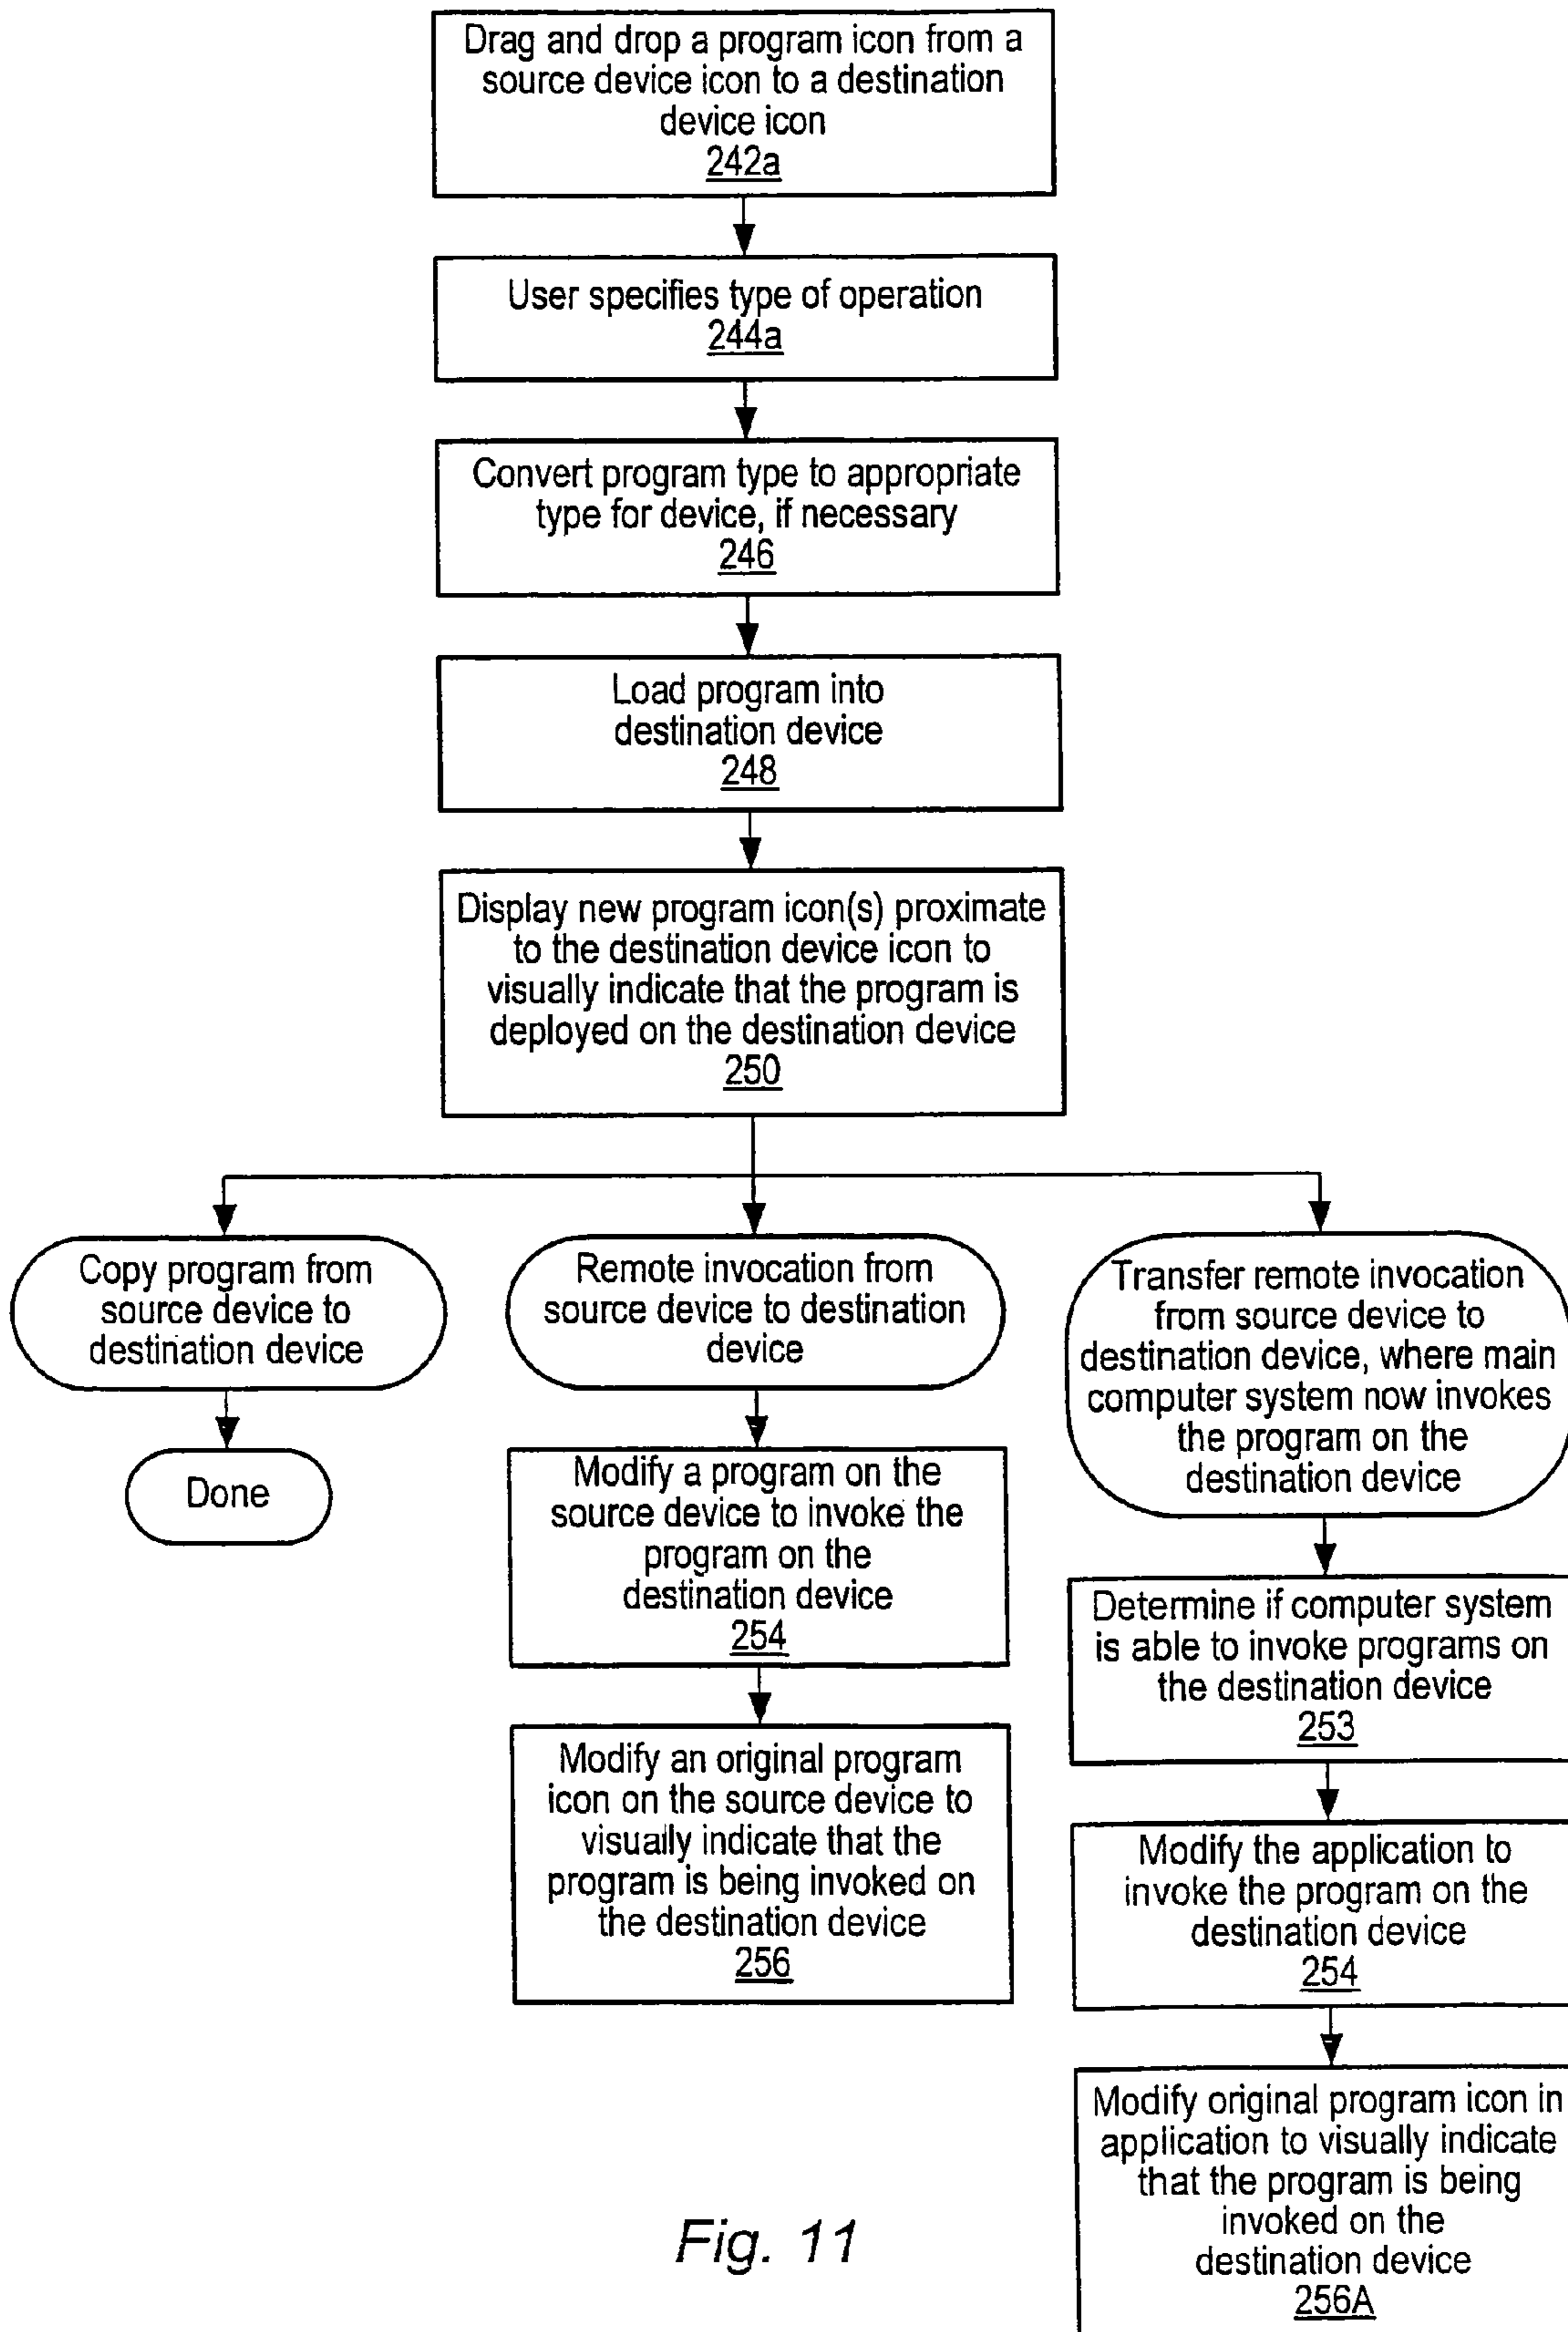 Drag and drop a program icon from a
source device icon to a destination
device icon
242a
User specifies type of operation
244a
Convert program type to appropriate
type for device, if necessary
246
Load program into
destination device
248
Display new program icon(s) proximate
to the destination device icon to
visually indicate that the program is
deployed on the destination device
250
Copy program from
source device to
destination device
Done
Remote invocation from
source device to destination
device
Modify a program on the
source device to invoke the
program on the
destination device
254
Modify an original program
icon on the source device to
visually indicate that the
program is being invoked on
the destination device
256
Transfer remote invocation
from source device to
destination device, where main
computer system now invokes
the program on the
destination device
Determine if computer system
is able to invoke programs on
the destination device
253
Modify the application to
invoke the program on the
destination device
254
Modify original program icon in
application to visually indicate
that the program is being
invoked on the
destination device
256A
Fig. 11